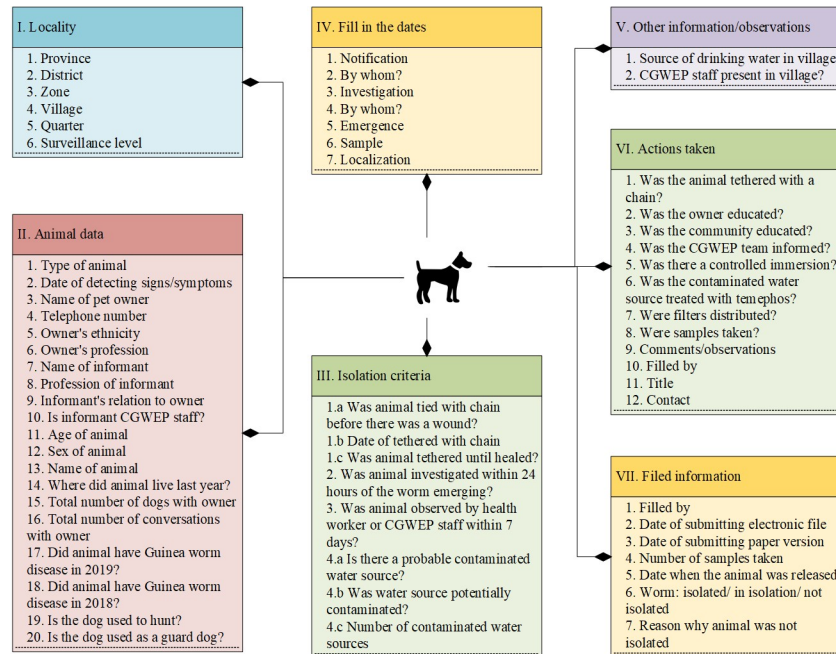 I. Locality
1. Province
2. District
3. Zone
4. Village
5. Quarter
6. Surveillance level
II. Animal data
1. Type of animal
2. Date of detecting signs/symptoms
3. Name of pet owner
4. Telephone number
5. Owner's ethnicity
6. Owner's profession
7. Name of informant
8. Profession of informant
9. Informant's relation to owner
10. Is informant CGWEP staff?
11. Age of animal
12. Sex of animal
13. Name of animal
14. Where did animal live last year?
15. Total number of dogs with owner
16. Total number of conversations
with owner
17. Did animal have Guinea worm
disease in 2019?
18. Did animal have Guinea worm
disease in 2018?
19. Is the dog used to hunt?
20. Is the dog used as a guard dog?
IV. Fill in the dates
1. Notification
2. By whom?
3. Investigation
4. By whom?
5. Emergence
6. Sample
7. Localization
III. Isolation criteria
1.a Was animal tied with chain
before there was a wound?
1.b Date of tethered with chain
1.c Was animal tethered until healed?
2. Was animal investigated within 24
hours of the worm emerging?
3. Was animal observed by health
worker or CGWEP staff within 7
days?
4.a Is there a probable contaminated
water source?
4.b Was water source potentially
contaminated?
4.c Number of contaminated water
sources
V. Other information/observations
1. Source of drinking water in village
2. CGWEP staff present in village?
VI. Actions taken
1. Was the animal tethered with a
chain?
2. Was the owner educated?
3. Was the community educated?
4. Was the CGWEP team informed?
5. Was there a controlled immersion?
6. Was the contaminated water
source treated with temephos?
7. Were filters distributed?
8. Were samples taken?
9. Comments/observations
10. Filled by
11. Title
12. Contact
VII. Filed information
1. Filled by
2. Date of submitting electronic file
3. Date of submitting paper version
4. Number of samples taken
5. Date when the animal was released
6. Worm: isolated/ in isolation/ not
isolated
7. Reason why animal was not
isolated